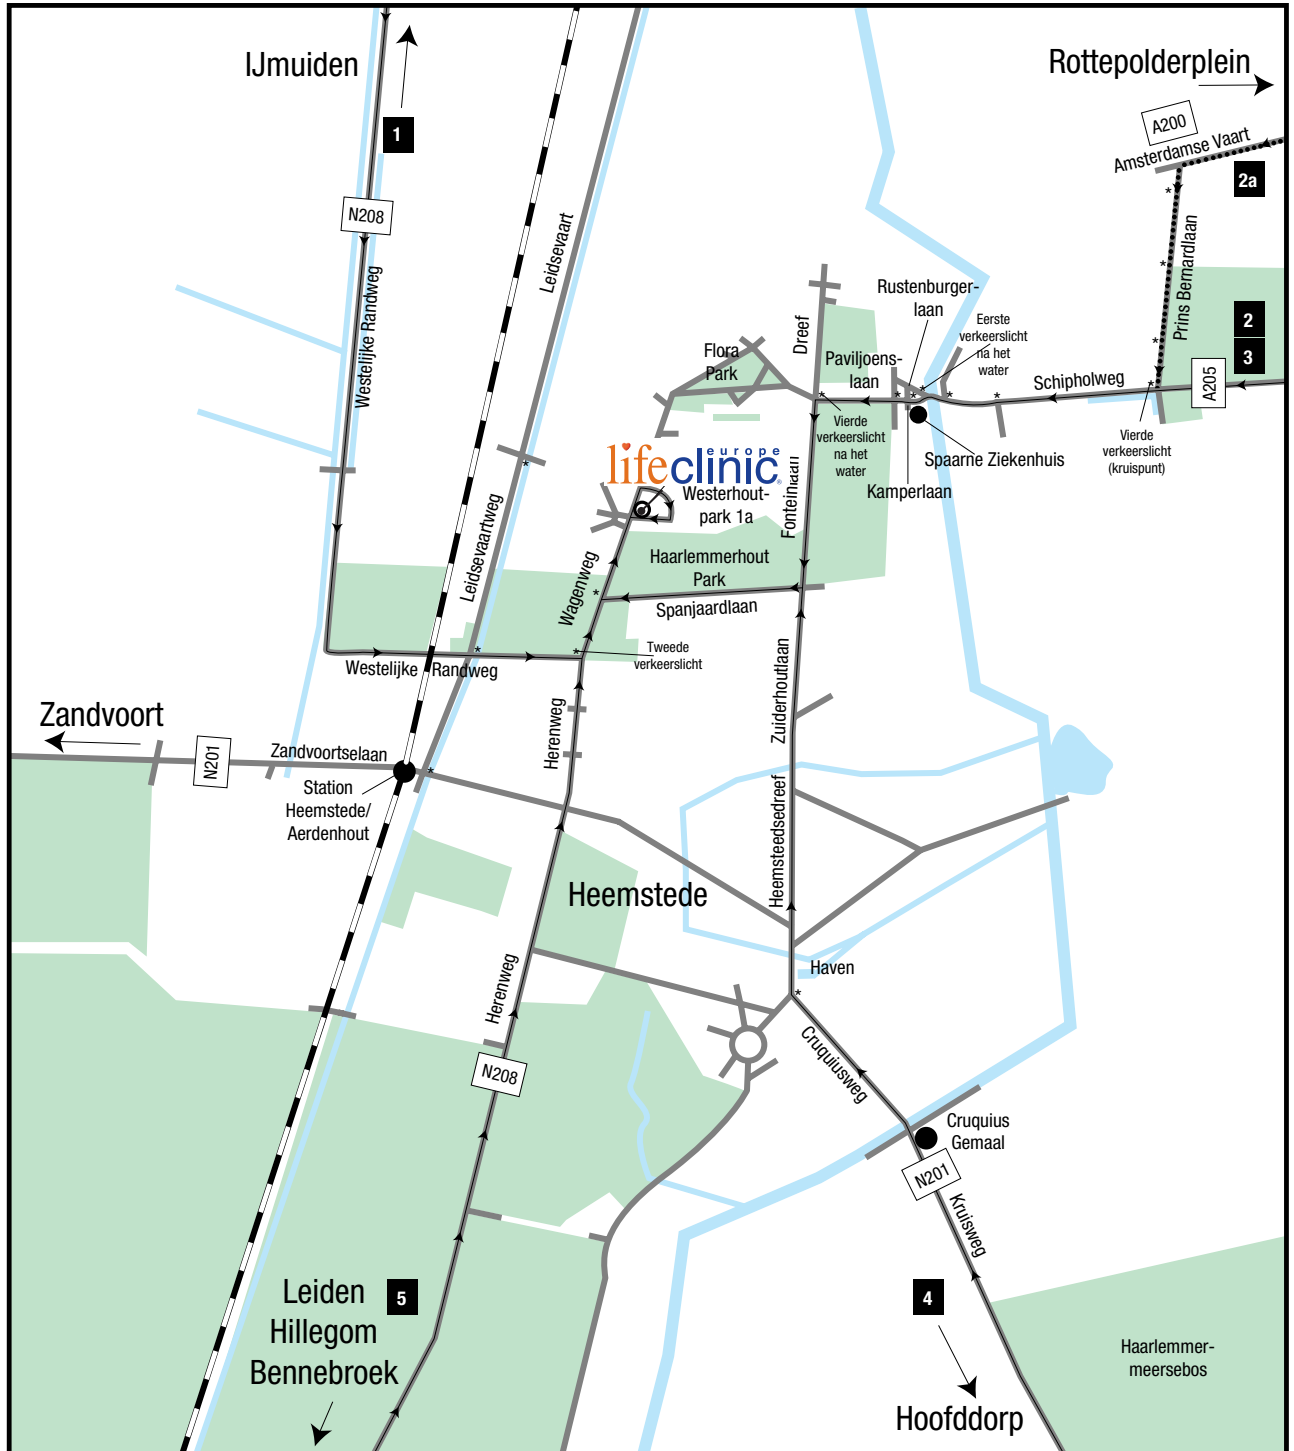 IJmuiden
1
N208
Westelijke Randweg
Leidsevaart
Rottepolderplein
A200
Amsterdamse Vaart
2a
Prins Bernardlaan
2
3
A205
Schipholweg
Rustenburger-
laan
Eerste
verkeerslicht
na het
water
Dreef
Paviljoens-
laan
Flora
Park
Vierde
verkeerslicht
na het
water
Spaarne Ziekenhuis
Kamperlaan
Vierde
verkeerslicht
(kruispunt)
europe
lifeclinic®
Westerhout-
park 1a
Fonteinlaan
Haarlemmerhout
Park
Spanjaardlaan
Wagenweg
Leidsevaartweg
Tweede
verkeerslicht
Westelijke Randweg
Zandvoort
N201
Zandvoortselaan
Station
Heemstede/
Aerdenhout
Herenweg
Zuiderhoutlaan
Heemsteedsedreef
Heemstede
Herenweg
Haven
N208
Cruquiusweg
Cruquius
Gemaal
N201
Kruisweg
Leiden
Hillegom
Bennebroek
5
4
Hoofddorp
Haarlemmer-
meersebos